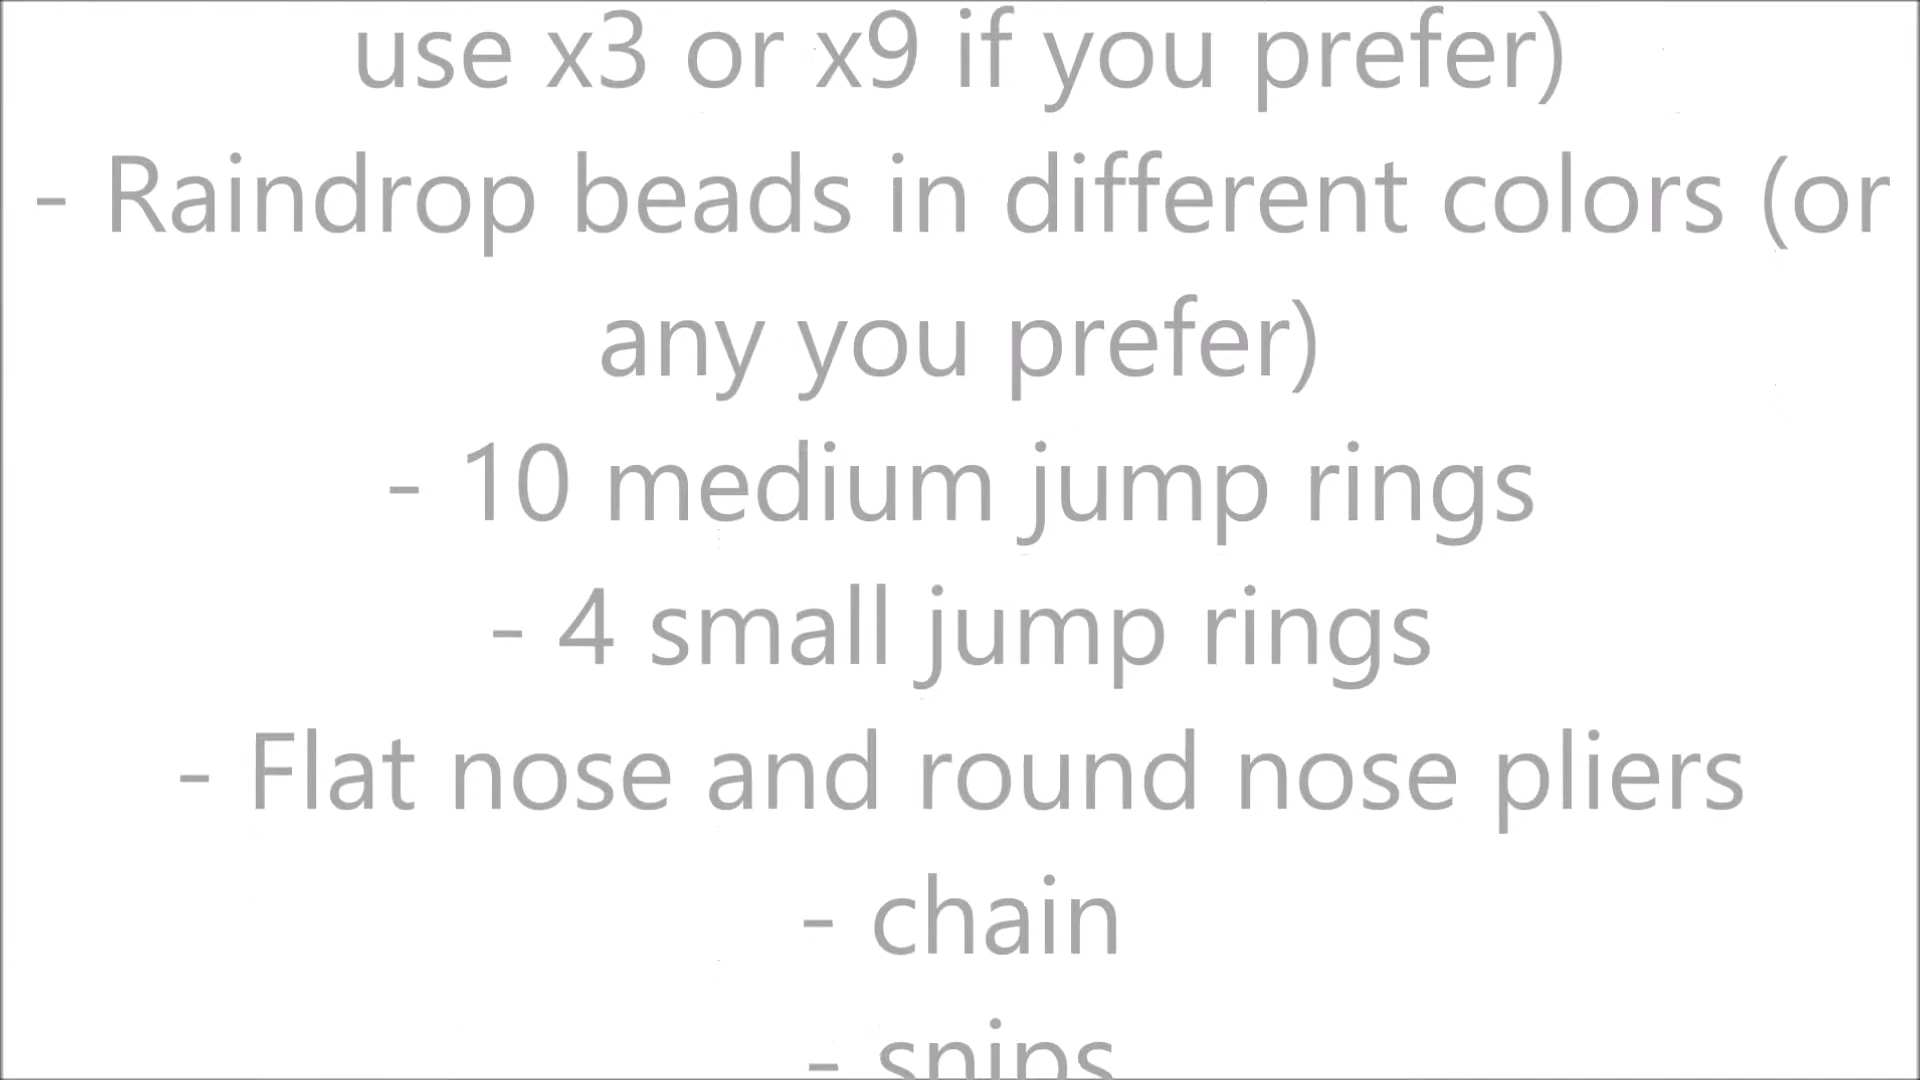 use x3 or x9 if you prefer)
- Raindrop beads in different colors (or
any you prefer)
- 10 medium jump rings
- 4 small jump rings
- Flat nose and round nose pliers
- chain
- snips